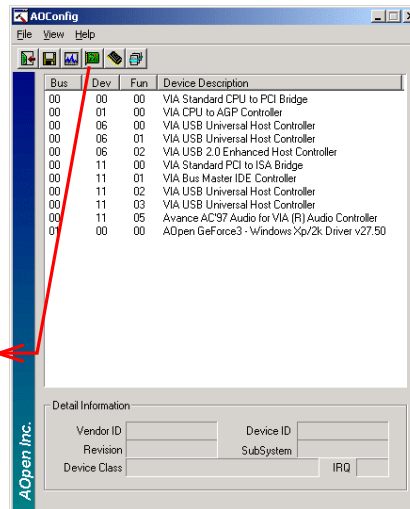 AOConfig
File View Help
Bus Dev Fun Device Description
00 00 00 VIA Standard CPU to PCI Bridge
00 01 00 VIA CPU to AGP Controller
00 06 00 VIA USB Universal Host Controller
00 06 01 VIA USB Universal Host Controller
00 06 02 VIA USB 2.0 Enhanced Host Controller
00 11 00 VIA Standard PCI to ISA Bridge
00 11 01 VIA Bus Master IDE Controller
00 11 02 VIA USB Universal Host Controller
00 11 03 VIA USB Universal Host Controller
00 11 05 Avance AC'97 Audio for VIA (R) Audio Controller
01 00 00 AOpen GeForce3 - Windows Xp/2k Driver v27.50
Detail Information
Vendor ID Device ID
Revision SubSystem
Device Class IRQ
AOpen Inc.